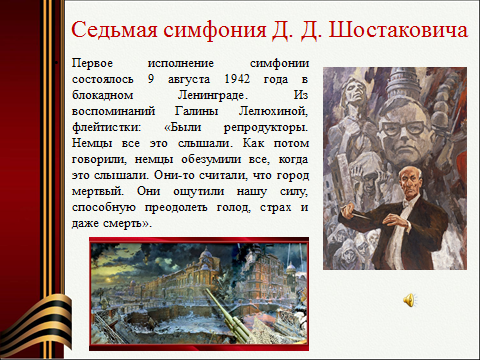 Седьмая симфония Д. Д. Шостаковича
Первое исполнение симфонии
состоялось 9 августа 1942 года в
блокадном Ленинграде. Из
воспоминаний Галины Лелюхиной,
флейтистки: «Были репродукторы.
Немцы все это слышали. Как потом
говорили, немцы обезумили все, когда
это слышали. Они-то считали, что город
мертвый. Они ощутили нашу силу,
способную преодолеть голод, страх и
даже смерть».